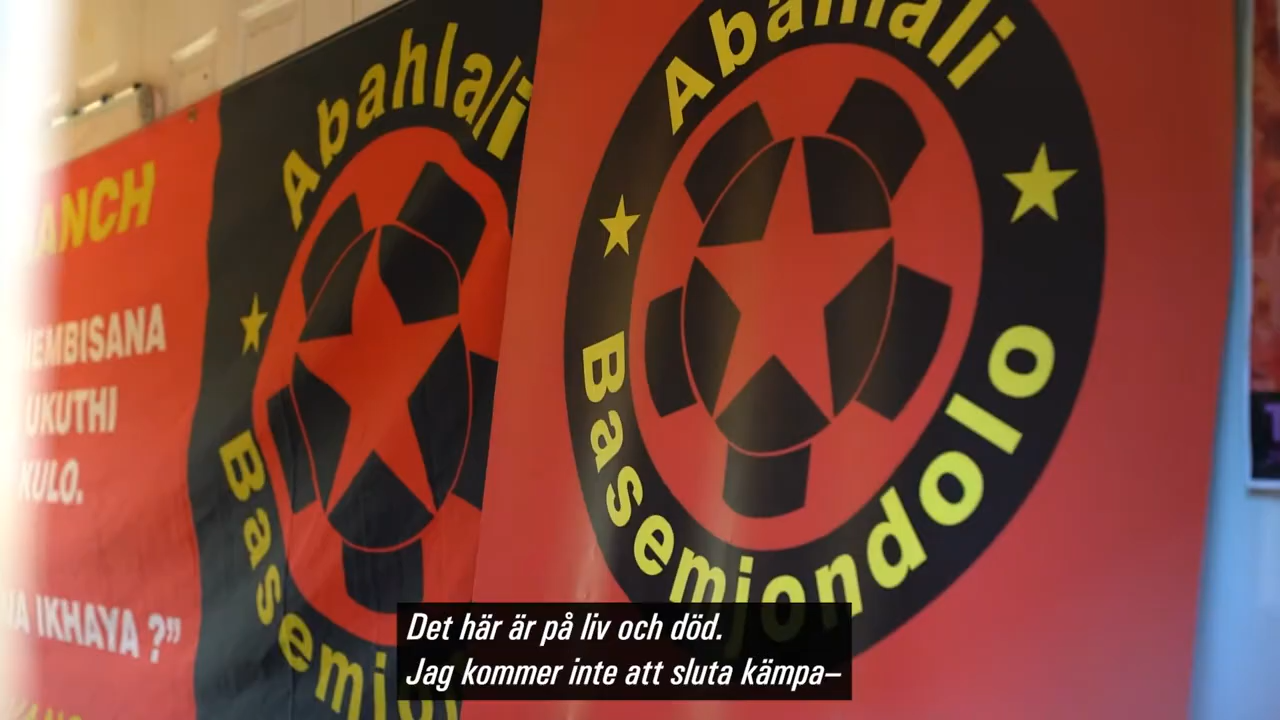 ANCH
EMBISANA
UKUTHI
KULO.
IKHAYA ?”
Abahlali
Basemjondolo
Abahlali
Basemjondolo
Det här är på liv och död.
Jag kommer inte att sluta kämpa–